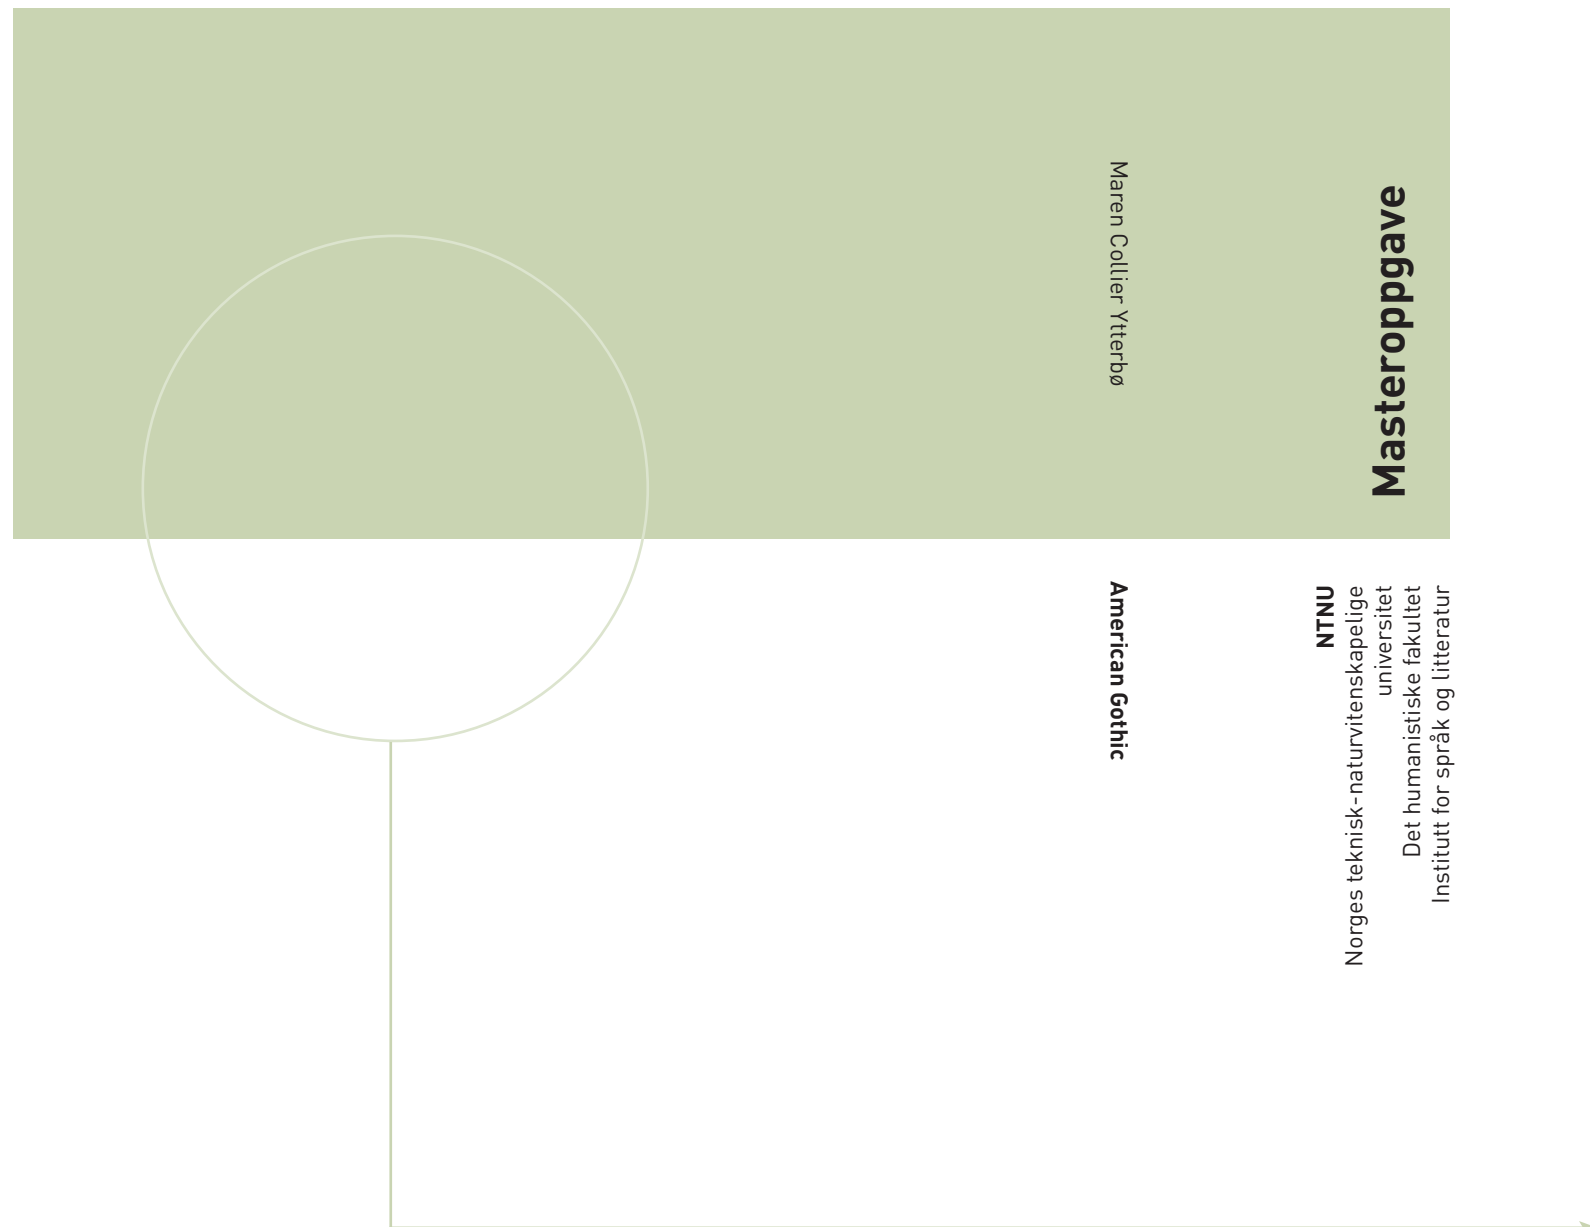 Maren Collier Ytterbø
American Gothic
Masteroppgave
NTNU
Norges teknisk-naturvitenskapelige
universitet
Det humanistiske fakultet
Institutt for språk og litteratur